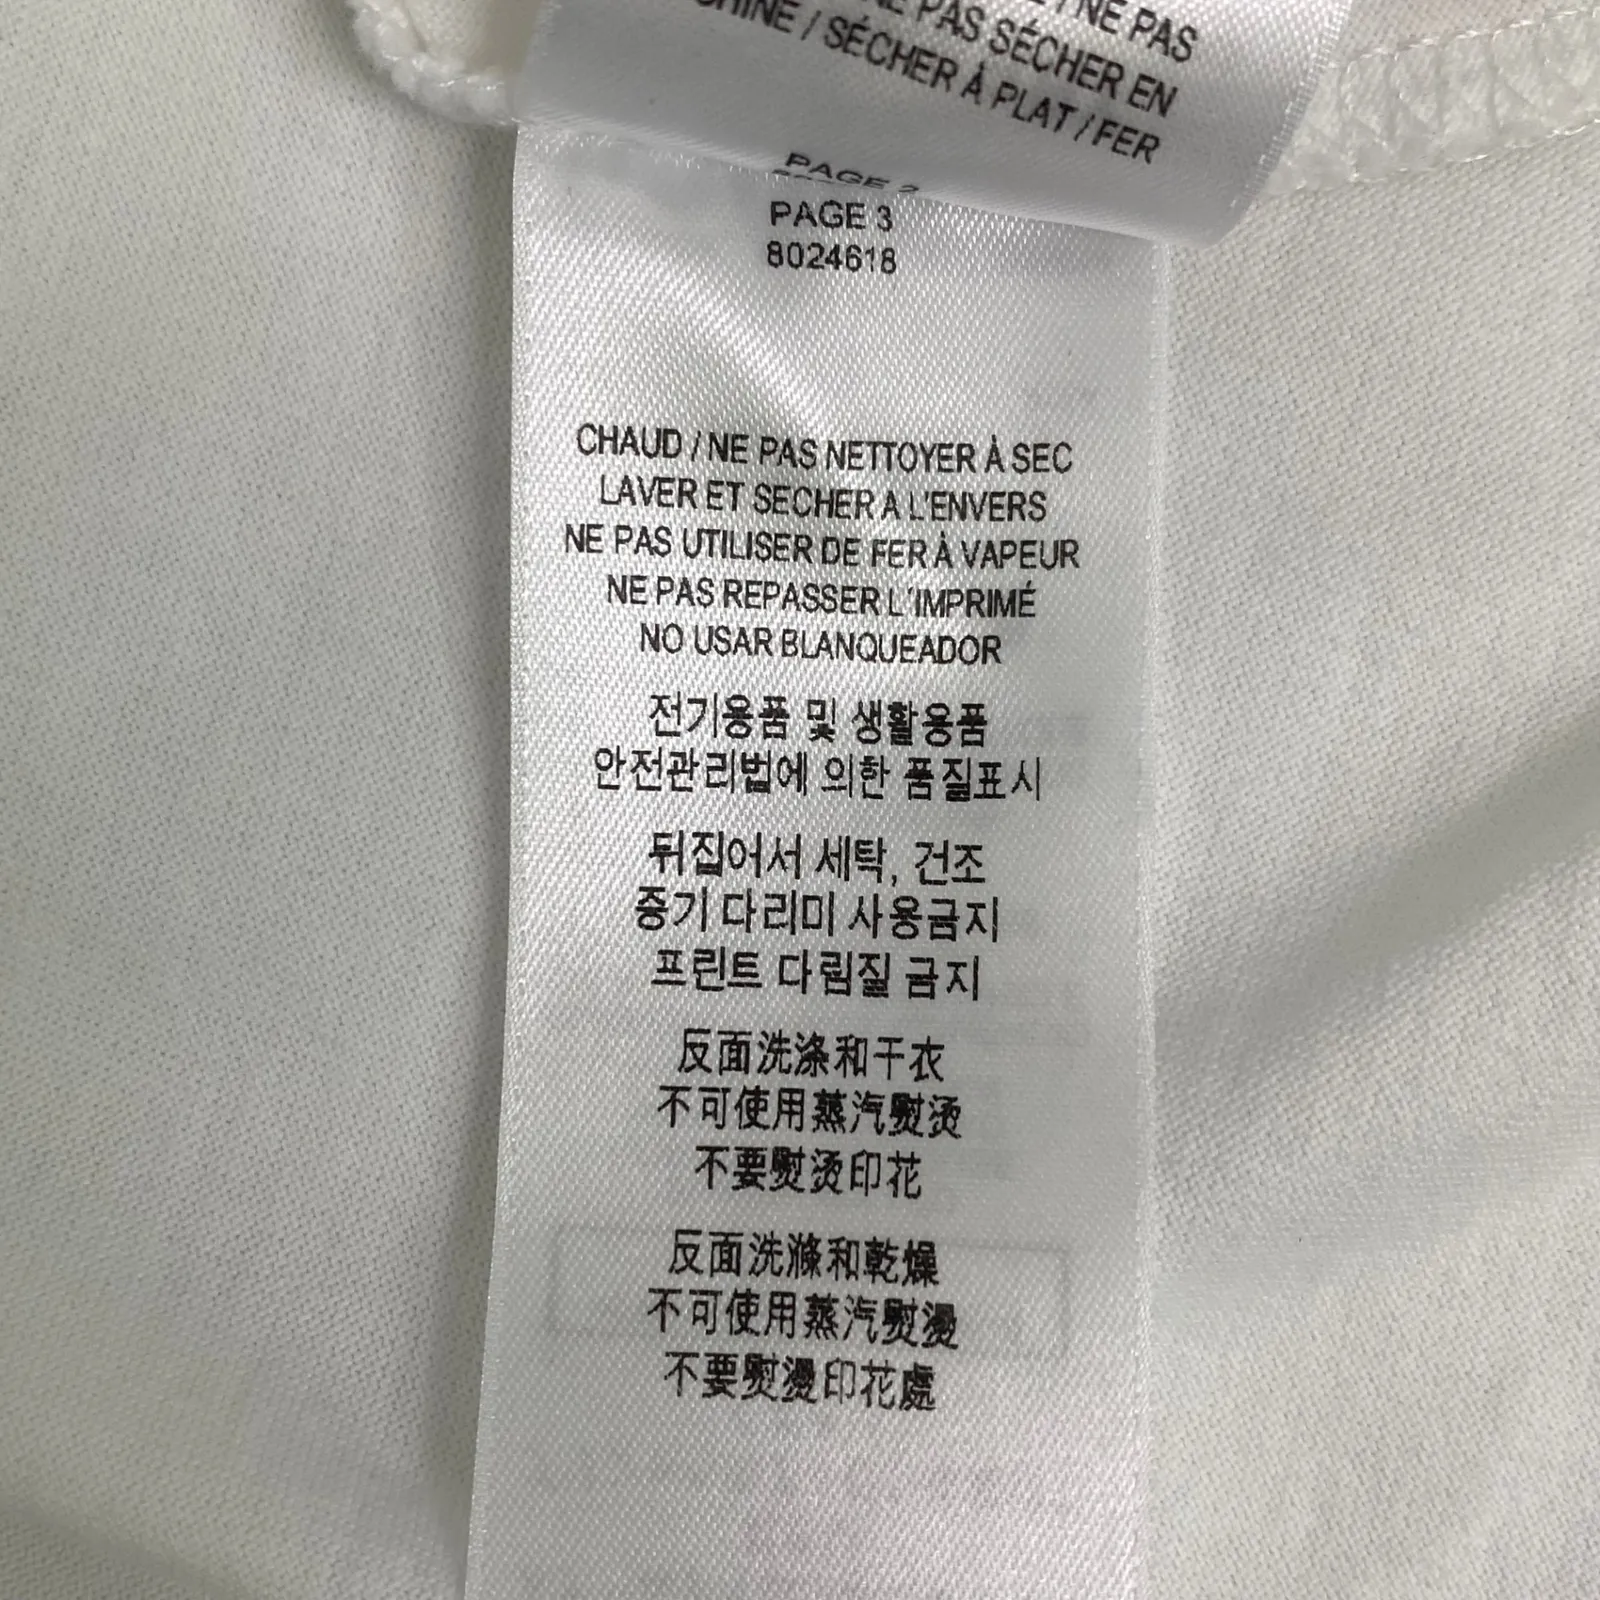 / NE PAS
NE PAS SÉCHER EN
CHINE / SÉCHER À PLAT / FER
PAGE 2
PAGE 3
8024618
CHAUD / NE PAS NETTOYER À SEC
LAVER ET SECHER A L'ENVERS
NE PAS UTILISER DE FER À VAPEUR
NE PAS REPASSER L'IMPRIMÉ
NO USAR BLANQUEADOR
전기용품 및 생활용품
안전관리법에 의한 품질표시
뒤집어서 세탁, 건조
증기 다리미 사용금지
프린트 다림질 금지
反面洗涤和干衣
不可使用蒸汽熨烫
不要熨烫印花
反面洗滌和乾燥
不可使用蒸汽熨燙
不要熨燙印花處